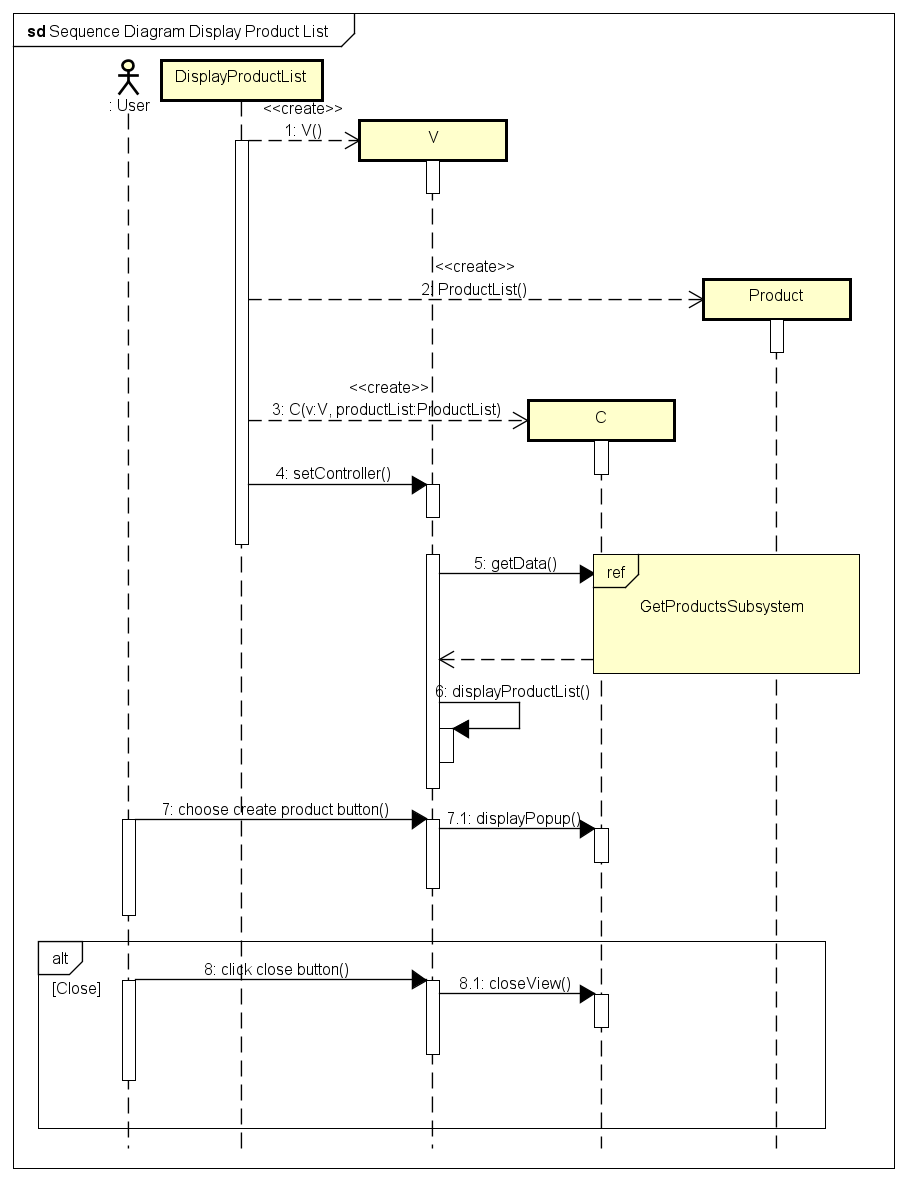 sd Sequence Diagram Display Product List
: User
DisplayProductList
<<create>>
1: V()
V
<<create>>
2: ProductList()
Product
<<create>>
3: C(v:V, productList:ProductList)
C
4: setController()
5: getData()
ref
GetProductsSubsystem
6: displayProductList()
7: choose create product button()
7.1: displayPopup()
alt
8: click close button()
[Close]
8.1: closeView()